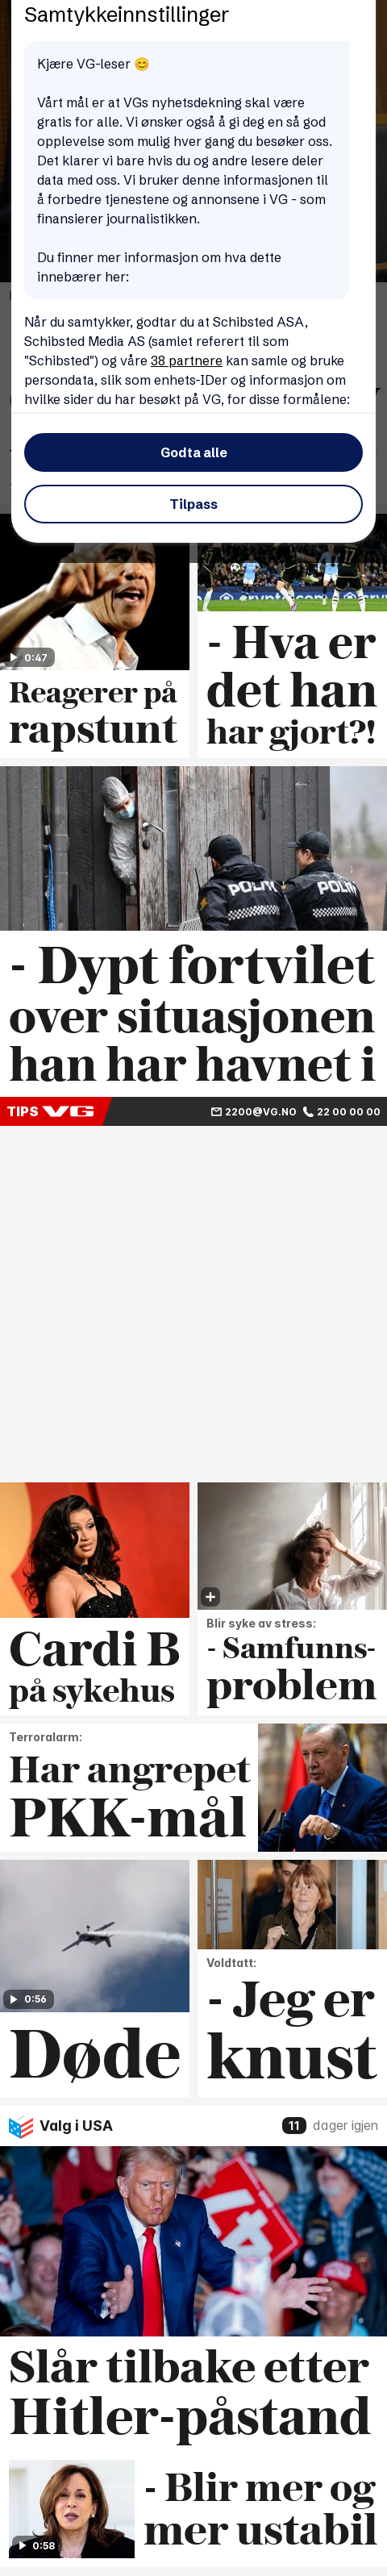 Samtykkeinnstillinger
Kjære VG-leser 😊
Vårt mål er at VGs nyhetsdekning skal være
gratis for alle. Vi ønsker også å gi deg en så god
opplevelse som mulig hver gang du besøker oss.
Det klarer vi bare hvis du og andre lesere deler
data med oss. Vi bruker denne informasjonen til
å forbedre tjenestene og annonsene i VG - som
finansierer journalistikken.
Du finner mer informasjon om hva dette
innebærer her:
Når du samtykker, godtar du at Schibsted ASA,
Schibsted Media AS (samlet referert til som
"Schibsted") og våre 38 partnere kan samle og bruke
persondata, slik som enhets-IDer og informasjon om
hvilke sider du har besøkt på VG, for disse formålene:
Godta alle
Tilpass
0:47
Reagerer på
rapstunt
- Hva er
det han
har gjort?!
POLITI
- Dypt fortvilet
over situasjonen
han har havnet i
TIPS VG 2200@VG.NO 22 00 00 00
Cardi B
på sykehus
Blir syke av stress:
- Samfunns-
problem
Terroralarm:
Har angrepet
PKK-mål
0:56
Døde
Voldtatt:
- Jeg er
knust
Valg i USA 11 dager igjen
Slår tilbake etter
Hitler-påstand
0:58
- Blir mer og
mer ustabil